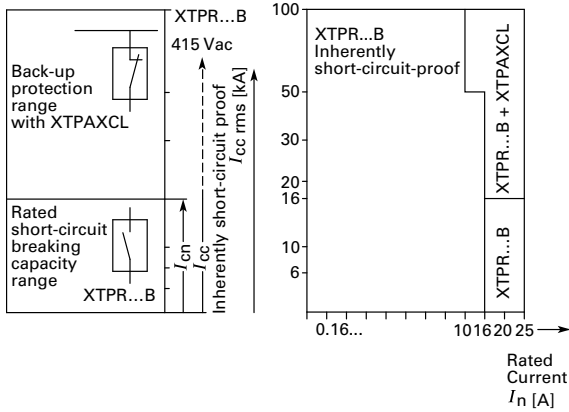 XTPR...B
415 Vac
Back-up
protection
range
with XTPAXCL
Rated
short-circuit
breaking
capacity
range
XTPR...B
Icn
Icc
Inherently short-circuit proof
Icc rms [kA]
100
50
30
20
16
10
6
XTPR...B
Inherently
short-circuit-proof
XTPR...B + XTPAXCL
XTPR...B
0.16... 10 16 20 25
Rated
Current
In [A]